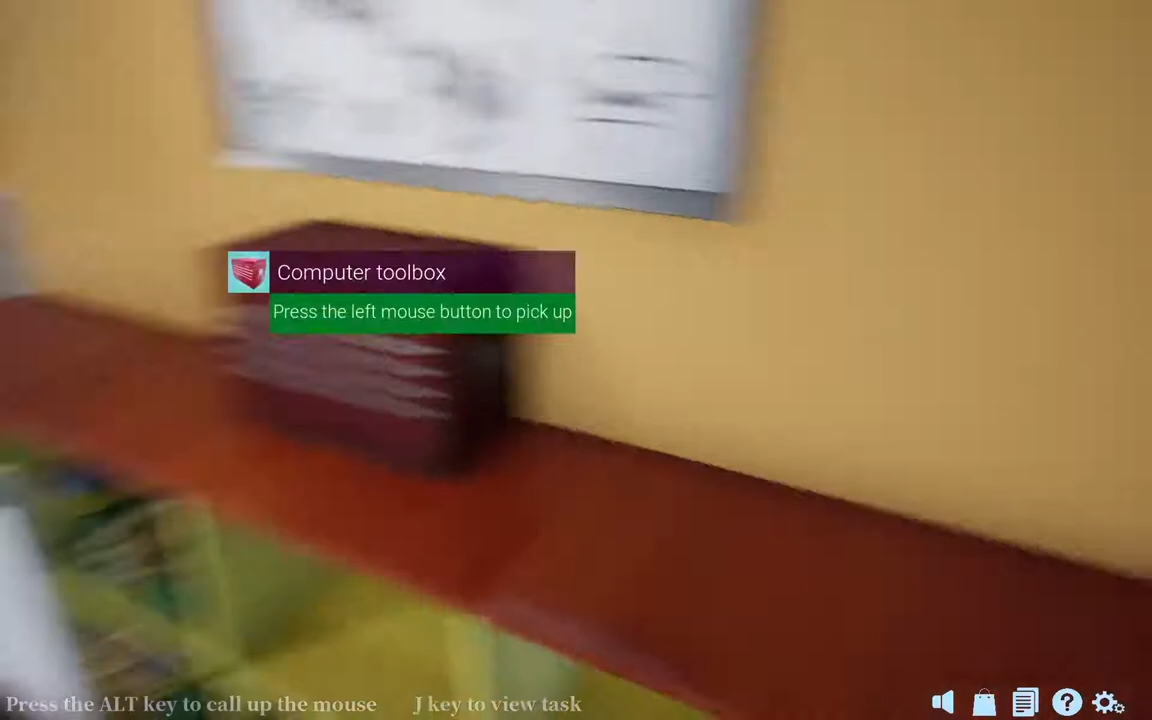 Computer toolbox
Press the left mouse button to pick up
Press the ALT key to call up the mouse
J key to view task
?